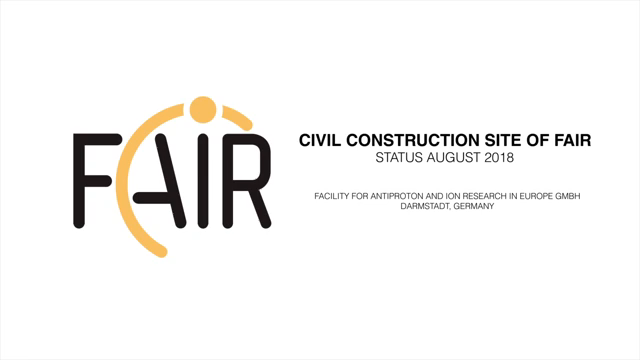 FAIR
CIVIL CONSTRUCTION SITE OF FAIR
STATUS AUGUST 2018
FACILITY FOR ANTIPROTON AND ION RESEARCH IN EUROPE GMBH
DARMSTADT, GERMANY